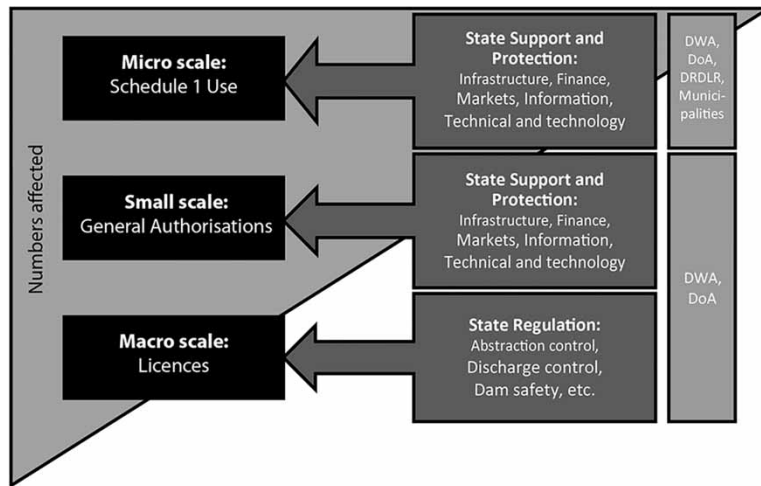 Numbers affected
Micro scale:
Schedule 1 Use
State Support and
Protection:
Infrastructure, Finance,
Markets, Information,
Technical and technology
DWA,
DoA,
DRDLR,
Munici-
palities
Small scale:
General Authorisations
State Support and
Protection:
Infrastructure, Finance,
Markets, Information,
Technical and technology
Macro scale:
Licences
State Regulation:
Abstraction control,
Discharge control,
Dam safety, etc.
DWA,
DoA